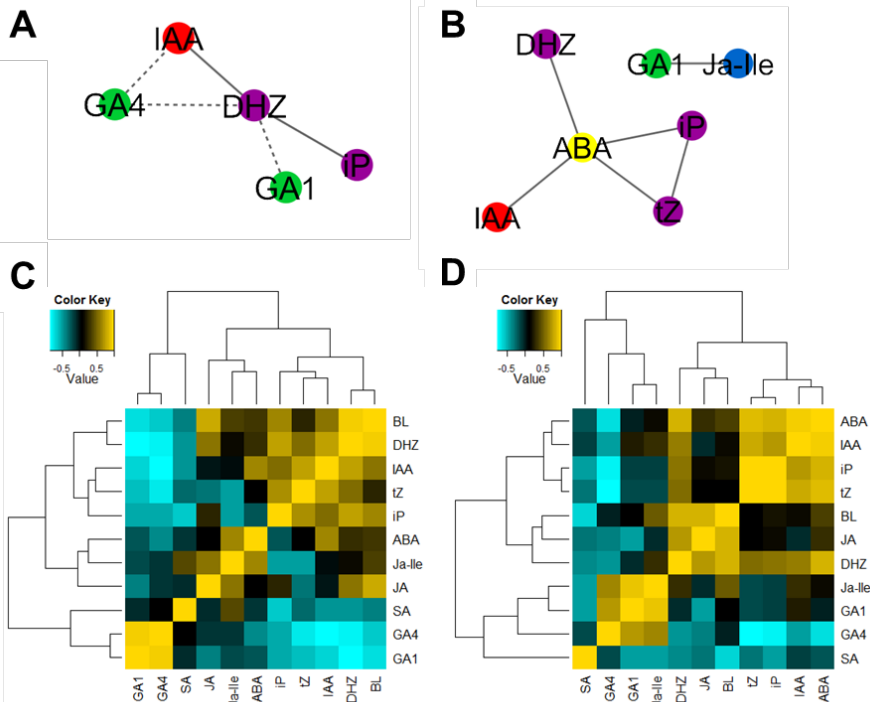 A
IAA
GA4
DHZ
iP
GA1
B
DHZ
GA1
Ja-Ile
iP
ABA
tZ
IAA
C
Color Key
-0.5 0.5
Value
BL
DHZ
IAA
tZ
iP
ABA
Ja-Ile
JA
SA
GA4
GA1
GA1 GA4 SA JA Ja-Ile ABA iP tZ IAA DHZ BL
D
Color Key
-0.5 0.5
Value
ABA
IAA
iP
tZ
BL
JA
DHZ
Ja-Ile
GA1
GA4
SA
SA GA4 GA1 Ja-Ile DHZ JA BL tZ iP IAA ABA